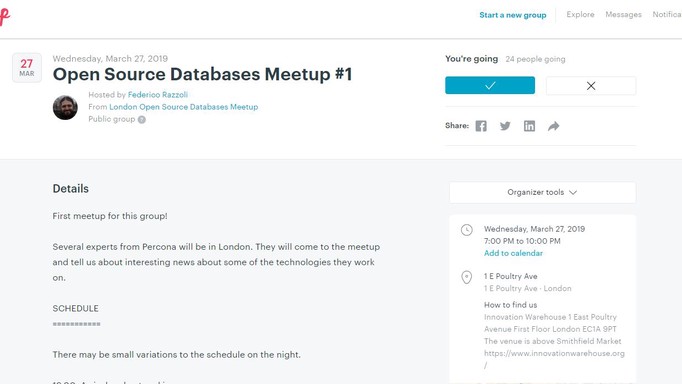 p
Start a new group
Explore
Messages
27
MAR
Wednesday, March 27, 2019
Open Source Databases Meetup #1
Hosted by Federico Razzoli
From London Open Source Databases Meetup
Public group ?
You're going 24 people going
Share:
Details
First meetup for this group!
Several experts from Percona will be in London. They will come to the meetup
and tell us about interesting news about some of the technologies they work
on.
SCHEDULE
===========
There may be small variations to the schedule on the night.
Organizer tools
Wednesday, March 27, 2019
7:00 PM to 10:00 PM
Add to calendar
1 E Poultry Ave
1 E Poultry Ave · London
How to find us
Innovation Warehouse 1 East Poultry
Avenue First Floor London EC1A 9PT
The venue is above Smithfield Market
https://www.innovationwarehouse.org
/